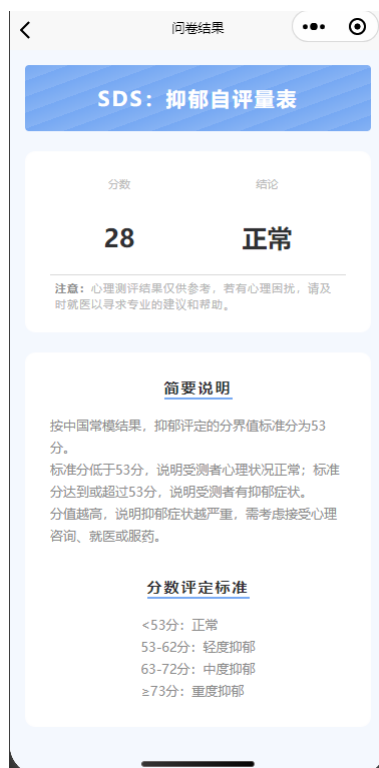 问卷结果
SDS：抑郁自评量表
分数
结论
28
正常
注意：心理测评结果仅供参考，若有心理困扰，请及
时就医以寻求专业的建议和帮助。
简要说明
按中国常模结果，抑郁评定的分界值标准分为53
分。
标准分低于53分，说明受测者心理状况正常；标准
分达到或超过53分，说明受测者有抑郁症状。
分值越高，说明抑郁症状越严重，需考虑接受心理
咨询、就医或服药。
分数评定标准
<53分：正常
53-62分：轻度抑郁
63-72分：中度抑郁
≥73分：重度抑郁